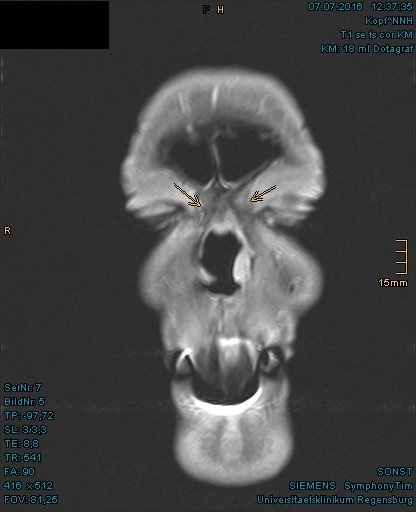 P H
07.07.2016 12:37:35
Kopf^NNH
T1 se fs cor KM
KM: 18 ml Dotagraf
R
15mm
SerNr: 7
BildNr: 5
TP: -97,72
SL: 3/3,3
TE: 8,8
TR: 541
FA: 90
416 x 512
FOV: 81,25
SONST
SIEMENS SymphonyTim
Universitaetsklinikum Regensburg